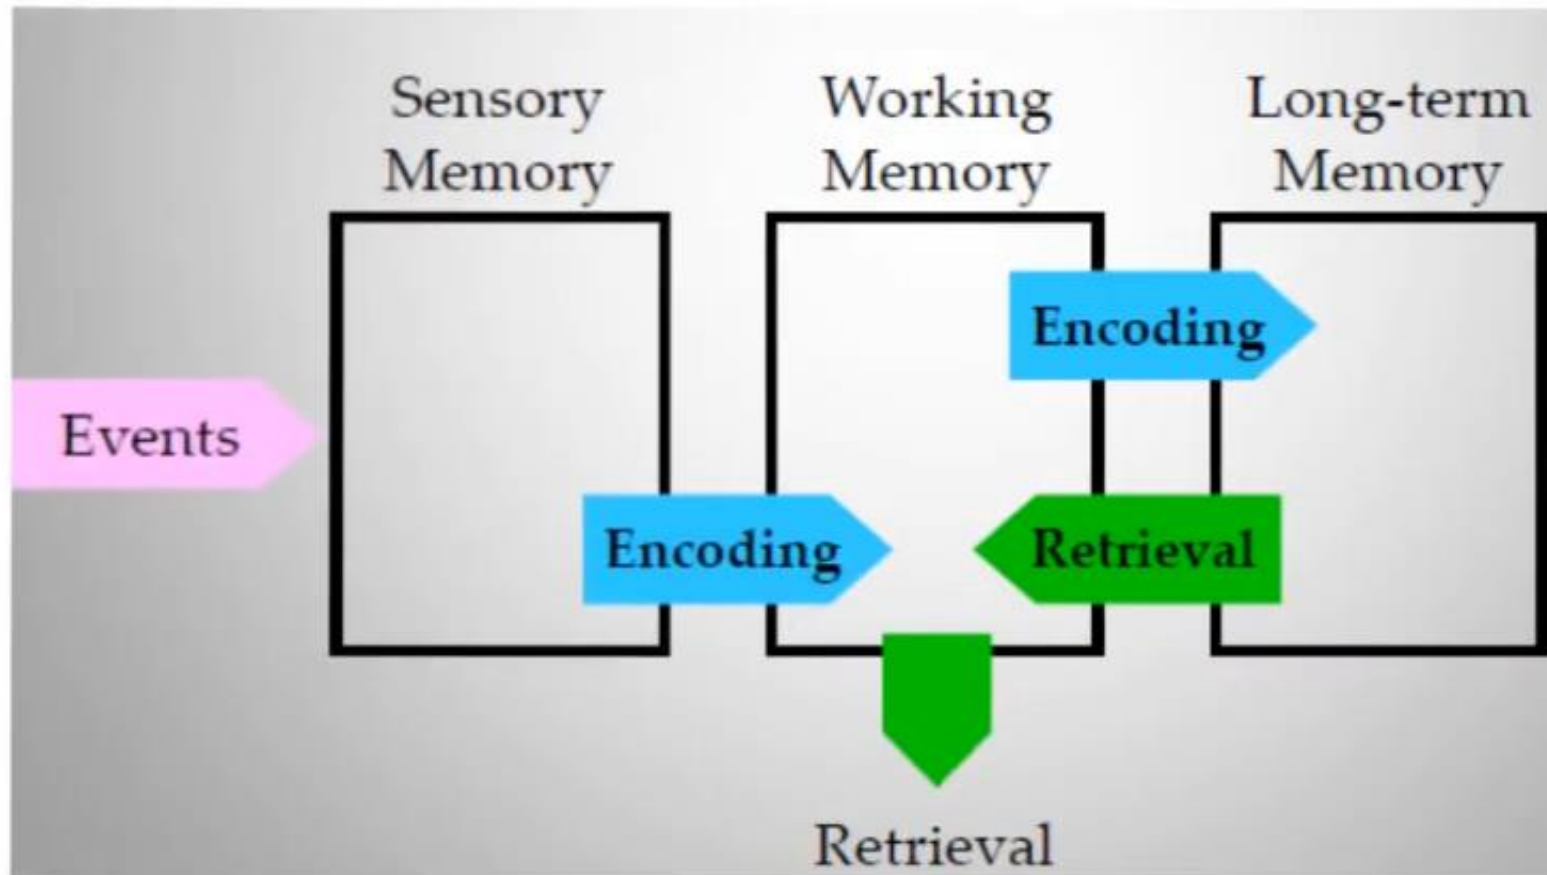 Sensory
Memory
Working
Memory
Long-term
Memory
Encoding
Events
Encoding
Retrieval
Retrieval